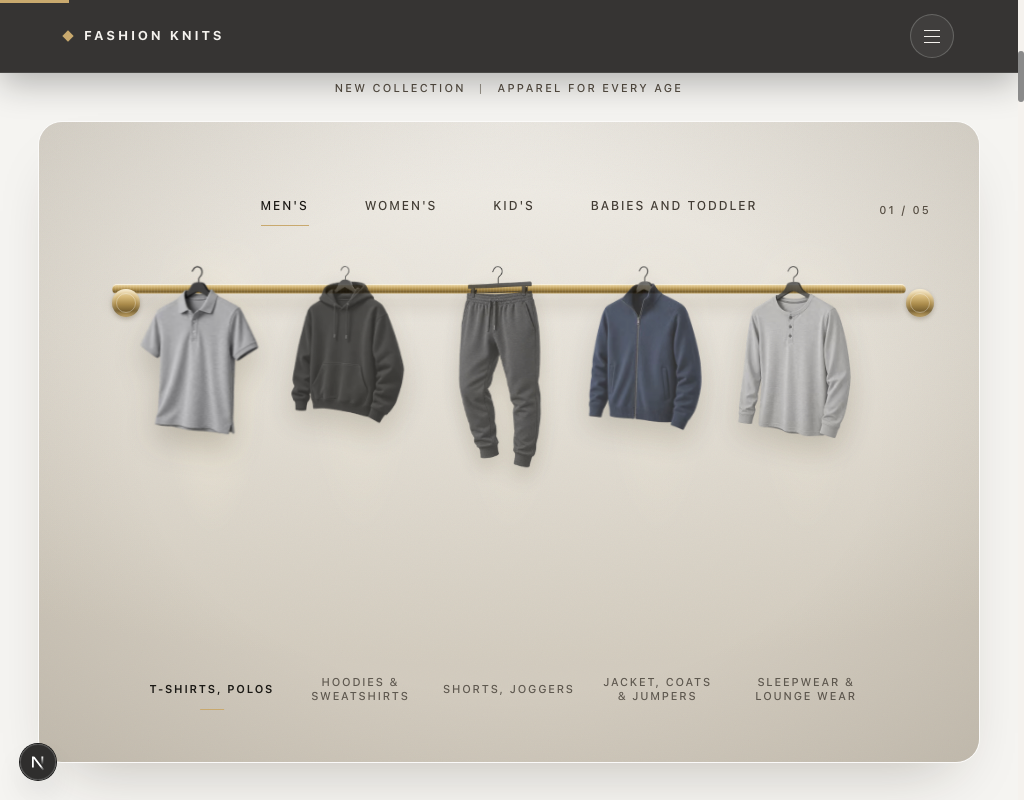 FASHION KNITS
NEW COLLECTION | APPAREL FOR EVERY AGE
MEN'S WOMEN'S KID'S BABIES AND TODDLER
01 / 05
T-SHIRTS, POLOS
HOODIES &
SWEATSHIRTS
SHORTS, JOGGERS
JACKET, COATS
& JUMPERS
SLEEPWEAR &
LOUNGE WEAR
N